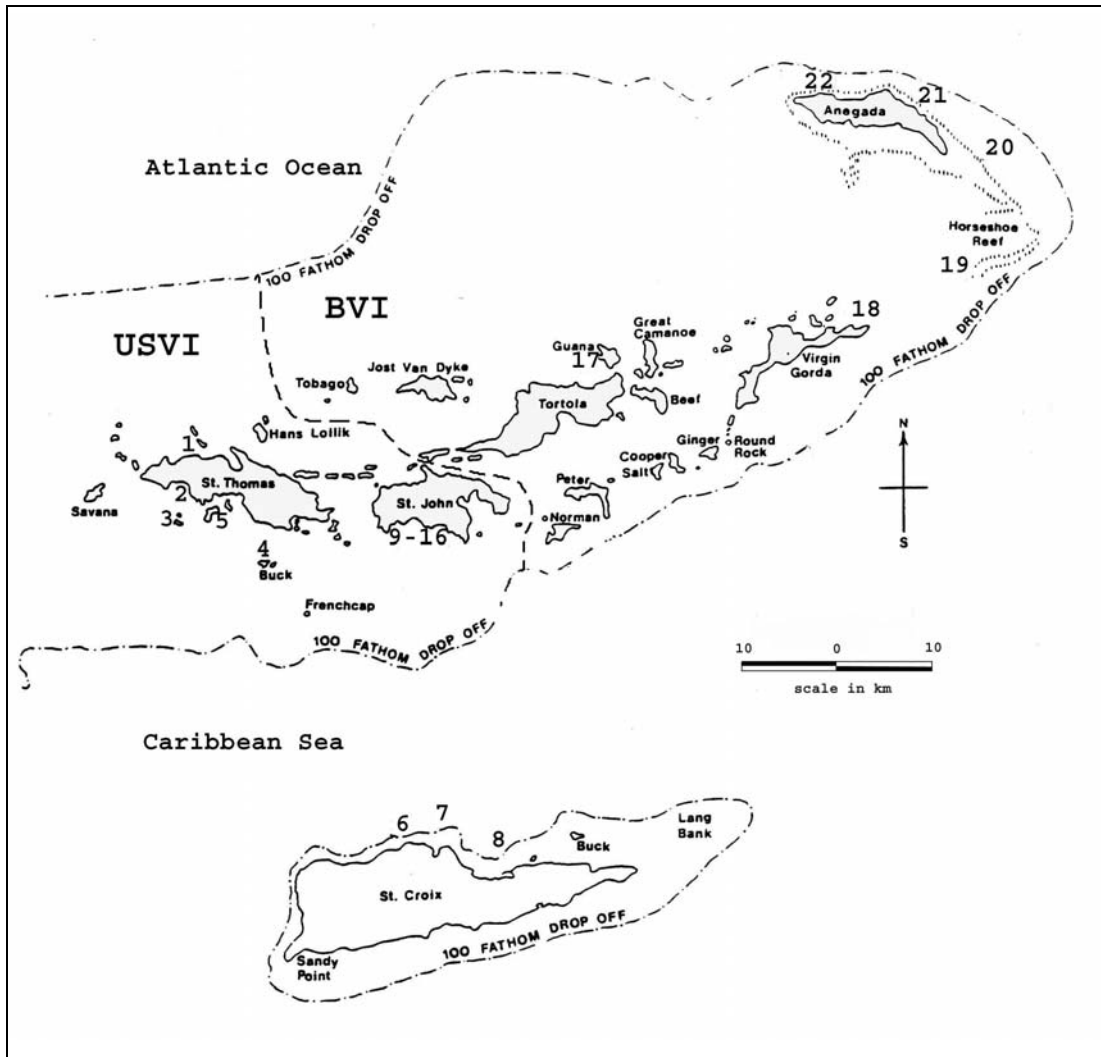 22
21
Anegada
20
Atlantic Ocean
100 FATHOM DROP OFF
Horseshoe
Reef
19
BVI
USVI
Great
Camanoe
18
Guana
17
Jost Van Dyke
Virgin
Gorda
100 FATHOM DROP OFF
Tobago
Tortola
Beef
Hans Lollik
1
Ginger
Round
Rock
Cooper
Salt
N
St. Thomas
2
St. John
Peter
Savana
3
5
9-16
Norman
S
4
Buck
Frenchcap
100 FATHOM DROP OFF
10
0
10
scale in km
Caribbean Sea
6
7
8
Buck
Lang
Bank
St. Croix
100 FATHOM DROP OFF
Sandy
Point